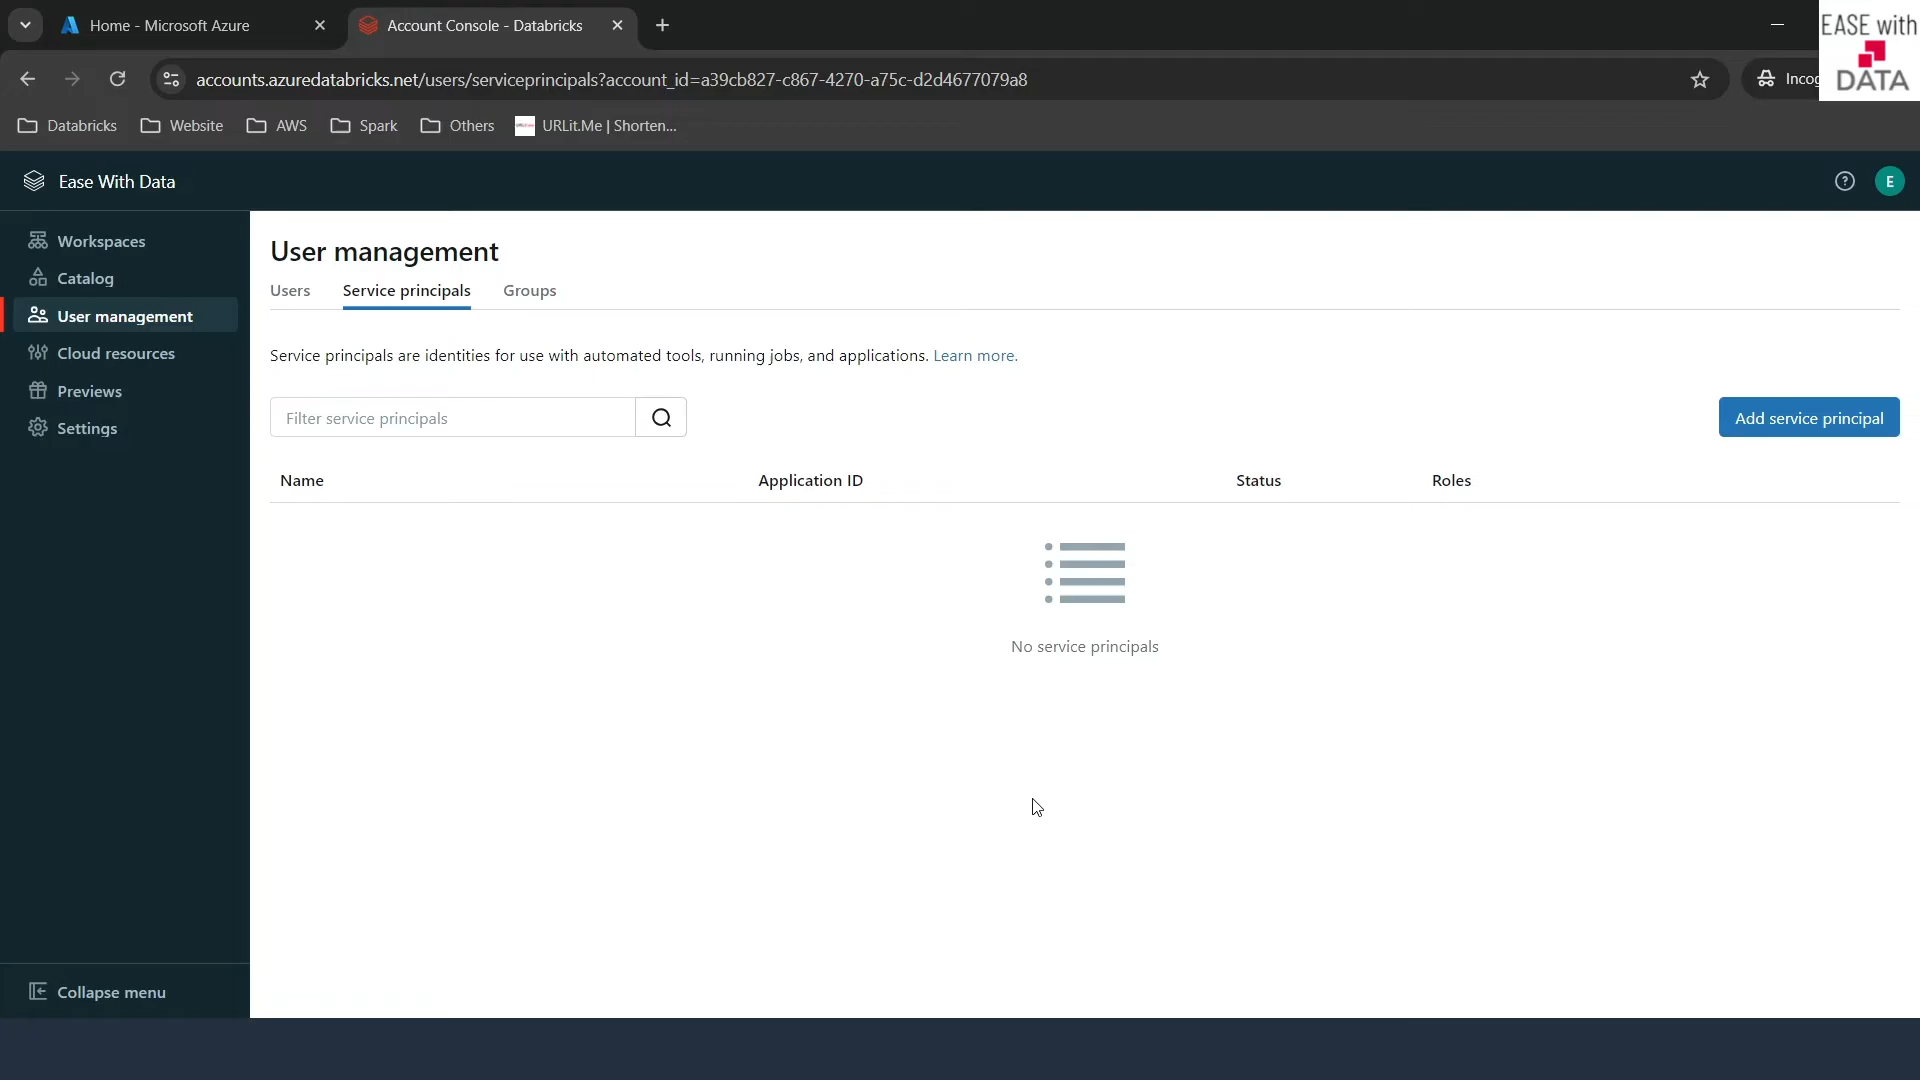 Home - Microsoft Azure
Account Console - Databricks
EASE with
DATA
accounts.azuredatabricks.net/users/serviceprincipals?account_id=a39cb827-c867-4270-a75c-d2d4677079a8
Incog
Databricks
Website
AWS
Spark
Others
URLit.Me | Shorten...
Ease With Data
E
Workspaces
Catalog
User management
Cloud resources
Previews
Settings
Collapse menu
User management
Users
Service principals
Groups
Service principals are identities for use with automated tools, running jobs, and applications. Learn more.
Filter service principals
Add service principal
Name
Application ID
Status
Roles
No service principals